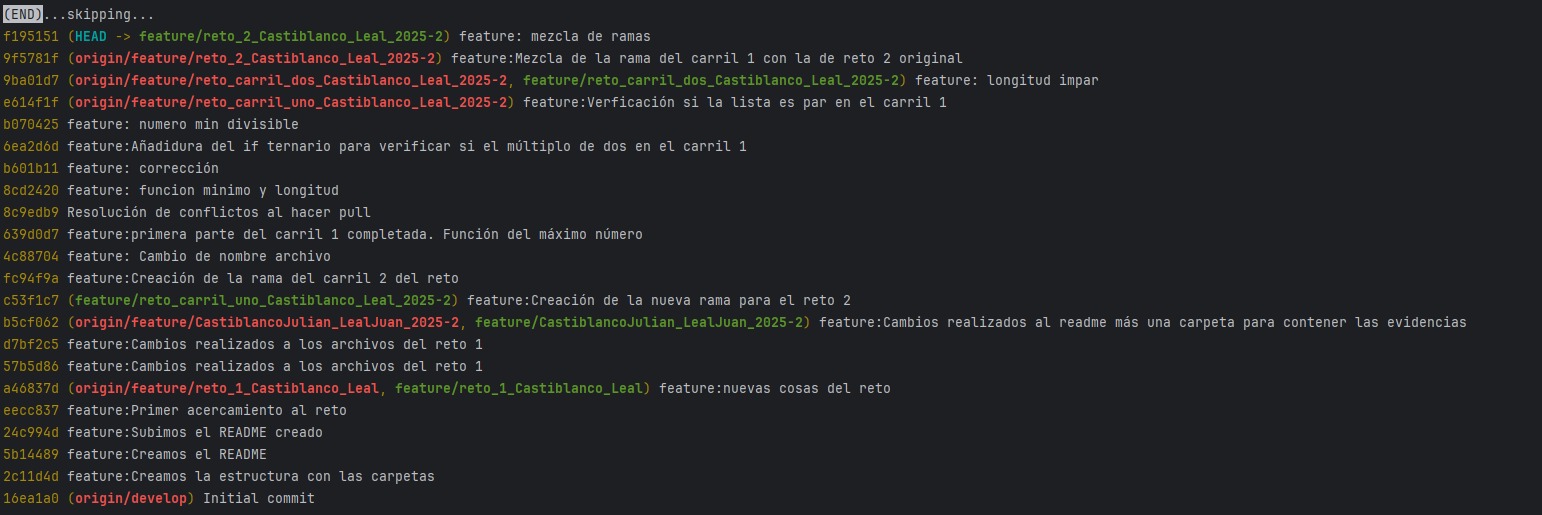 (END)...skipping...
f195151 (HEAD -> feature/reto_2_Castiblanco_Leal_2025-2) feature: mezcla de ramas
9f5781f (origin/feature/reto_2_Castiblanco_Leal_2025-2) feature:Mezcla de la rama del carril 1 con la de reto 2 original
9ba01d7 (origin/feature/reto_carril_dos_Castiblanco_Leal_2025-2, feature/reto_carril_dos_Castiblanco_Leal_2025-2) feature: longitud impar
e614f1f (origin/feature/reto_carril_uno_Castiblanco_Leal_2025-2) feature:Verficación si la lista es par en el carril 1
b070425 feature: numero min divisible
6ea2d6d feature:Añadidura del if ternario para verificar si el múltiplo de dos en el carril 1
b601b11 feature: corrección
8cd2420 feature: funcion minimo y longitud
8c9edb9 Resolución de conflictos al hacer pull
639d0d7 feature:primera parte del carril 1 completada. Función del máximo número
4c88704 feature: Cambio de nombre archivo
fc94f9a feature:Creación de la rama del carril 2 del reto
c53f1c7 (feature/reto_carril_uno_Castiblanco_Leal_2025-2) feature:Creación de la nueva rama para el reto 2
b5cf062 (origin/feature/CastiblancoJulian_LealJuan_2025-2, feature/CastiblancoJulian_LealJuan_2025-2) feature:Cambios realizados al readme más una carpeta para contener las evidencias
d7bf2c5 feature:Cambios realizados a los archivos del reto 1
57b5d86 feature:Cambios realizados a los archivos del reto 1
a46837d (origin/feature/reto_1_Castiblanco_Leal, feature/reto_1_Castiblanco_Leal) feature:nuevas cosas del reto
eecc837 feature:Primer acercamiento al reto
24c994d feature:Subimos el README creado
5b14489 feature:Creamos el README
2c11d4d feature:Creamos la estructura con las carpetas
16ea1a0 (origin/develop) Initial commit